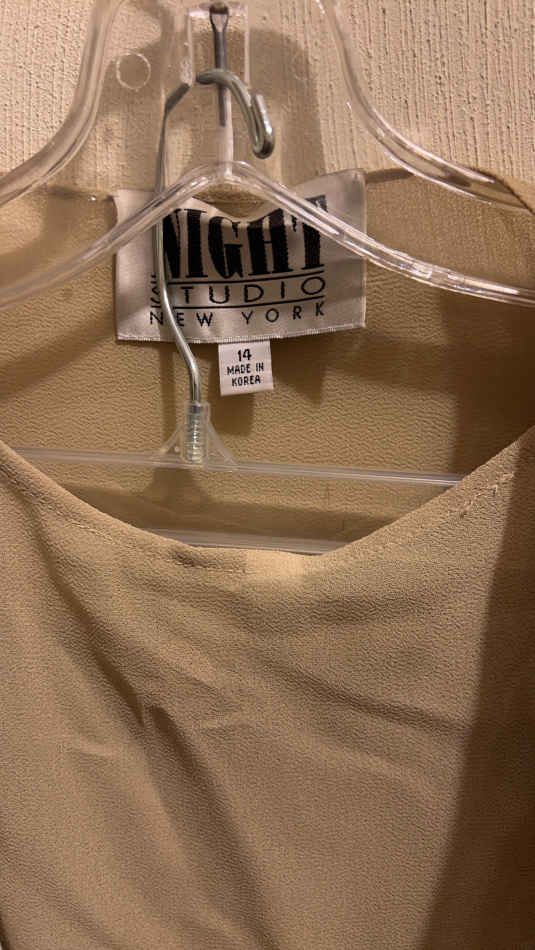 NIGHT
STUDIO
NEW YORK
14
MADE IN
KOREA